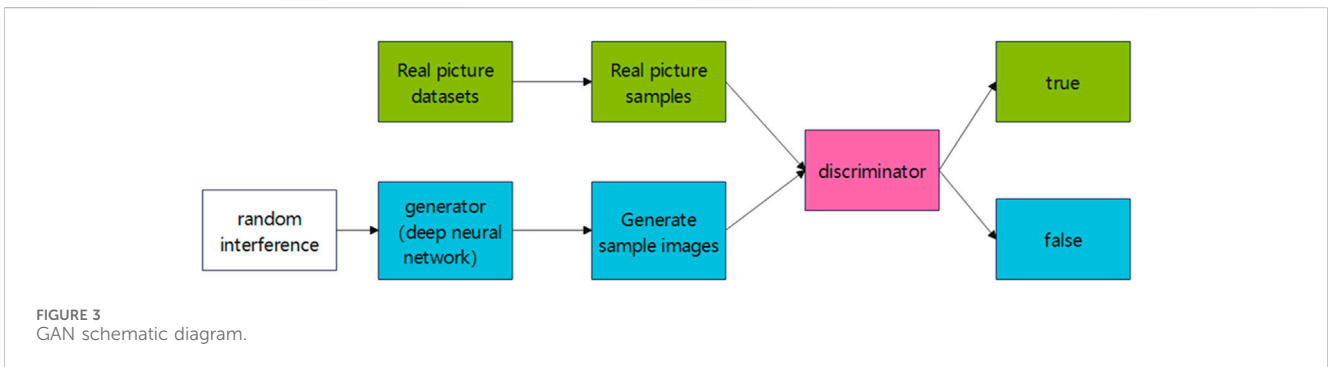 Real picture
datasets
Real picture
samples
true
discriminator
random
interference
generator
(deep neural
network)
Generate
sample images
false
FIGURE 3
GAN schematic diagram.